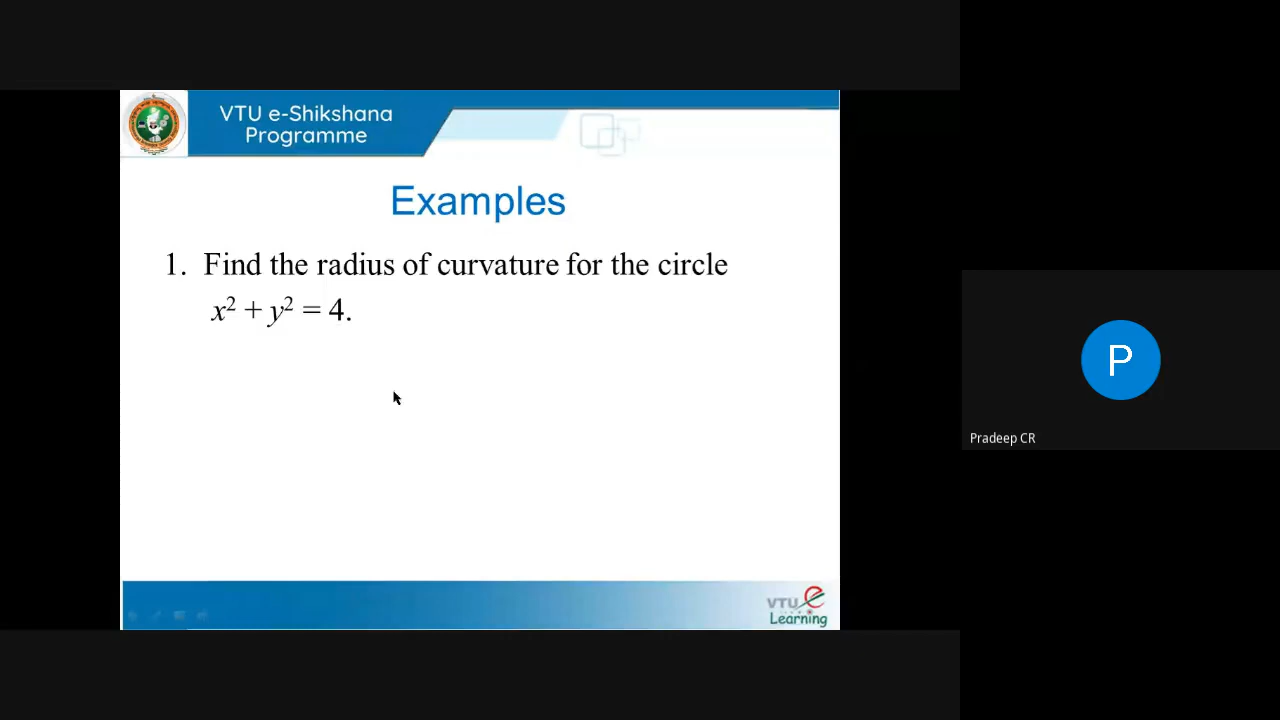 VTU e-Shikshana
Programme
Examples
1. Find the radius of curvature for the circle
x² + y² = 4.
P
Pradeep CR
VTU e
Learning